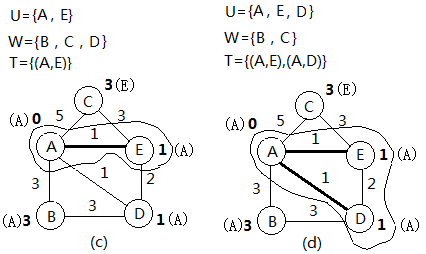 U={A , E}
W={B , C , D}
T={(A,E)}
3(E)
C
(A) 0
5
3
1
A
E
1(A)
1
3
2
(A)3
B
3
D
1(A)
(c)
U={A , E , D}
W={B , C}
T={(A,E),(A,D)}
3(E)
C
(A)0
5
3
1
A
E
1(A)
1
3
2
(A)3
B
3
D
1(A)
(d)